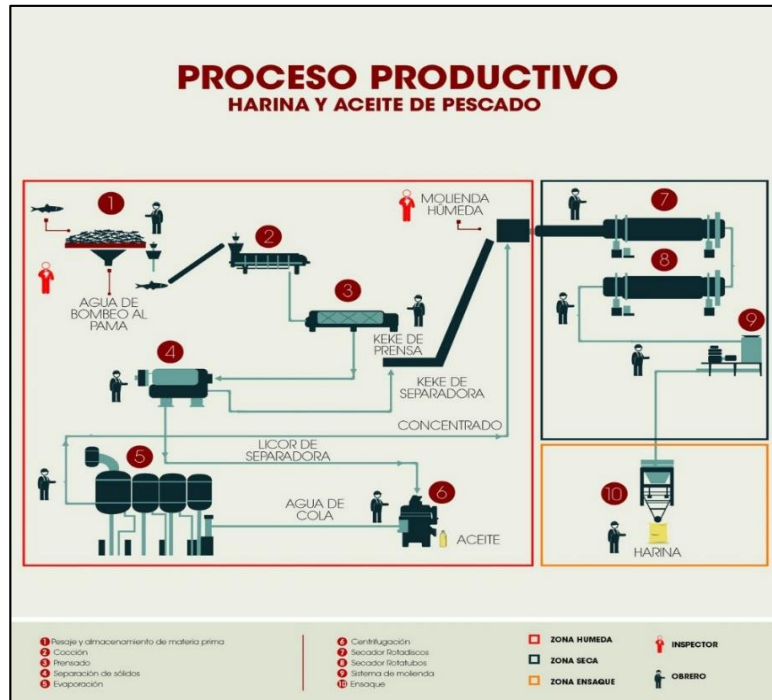 PROCESO PRODUCTIVO
HARINA Y ACEITE DE PESCADO
1
2
AGUA DE
BOMBEO AL
PAMA
3
KEKE DE
PRENSA
4
KEKE DE
SEPARADORA
MOLIENDA
HÚMEDA
CONCENTRADO
LICOR DE
SEPARADORA
5
AGUA DE
COLA
6
ACEITE
7
8
9
10
HARINA
1 Pesaje y almacenamiento de materia prima
2 Cocción
3 Prensado
4 Separación de sólidos
5 Evaporación
6 Centrifugación
7 Secador Rotadiscos
8 Secador Rotatubos
9 Sistema de molienda
10 Ensaque
ZONA HUMEDA
ZONA SECA
ZONA ENSAQUE
INSPECTOR
OBRERO